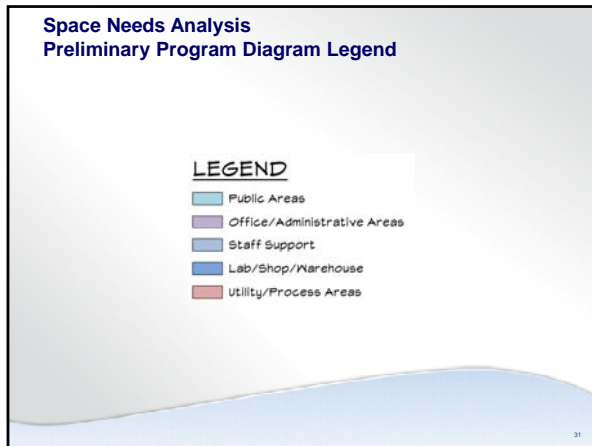 Space Needs Analysis
Preliminary Program Diagram Legend
LEGEND
Public Areas
Office/Administrative Areas
Staff Support
Lab/Shop/Warehouse
Utility/Process Areas
31